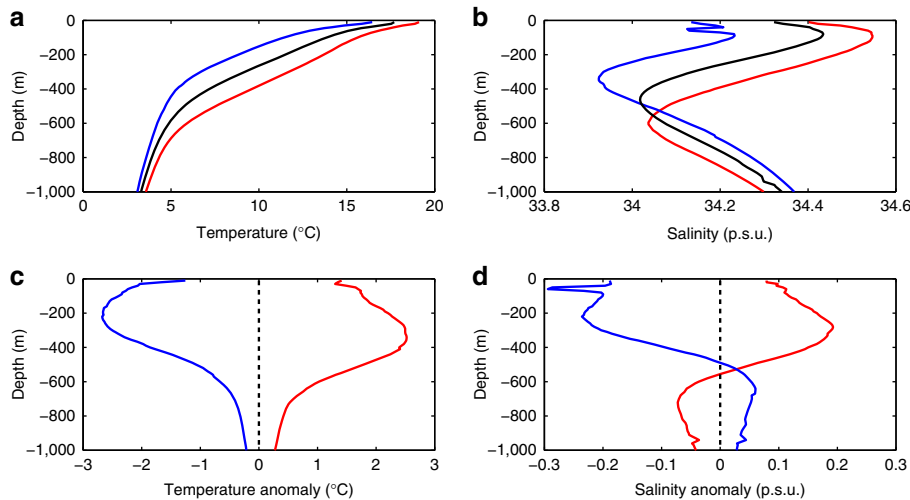 a
0
−200
−400
−600
−800
−1,000
Depth (m)
0 5 10 15 20
Temperature (°C)
b
0
−200
−400
−600
−800
−1,000
Depth (m)
33.8 34 34.2 34.4 34.6
Salinity (p.s.u.)
c
0
−200
−400
−600
−800
−1,000
Depth (m)
−3 −2 −1 0 1 2 3
Temperature anomaly (°C)
d
0
−200
−400
−600
−800
−1,000
Depth (m)
−0.3 −0.2 −0.1 0 0.1 0.2 0.3
Salinity anomaly (p.s.u.)